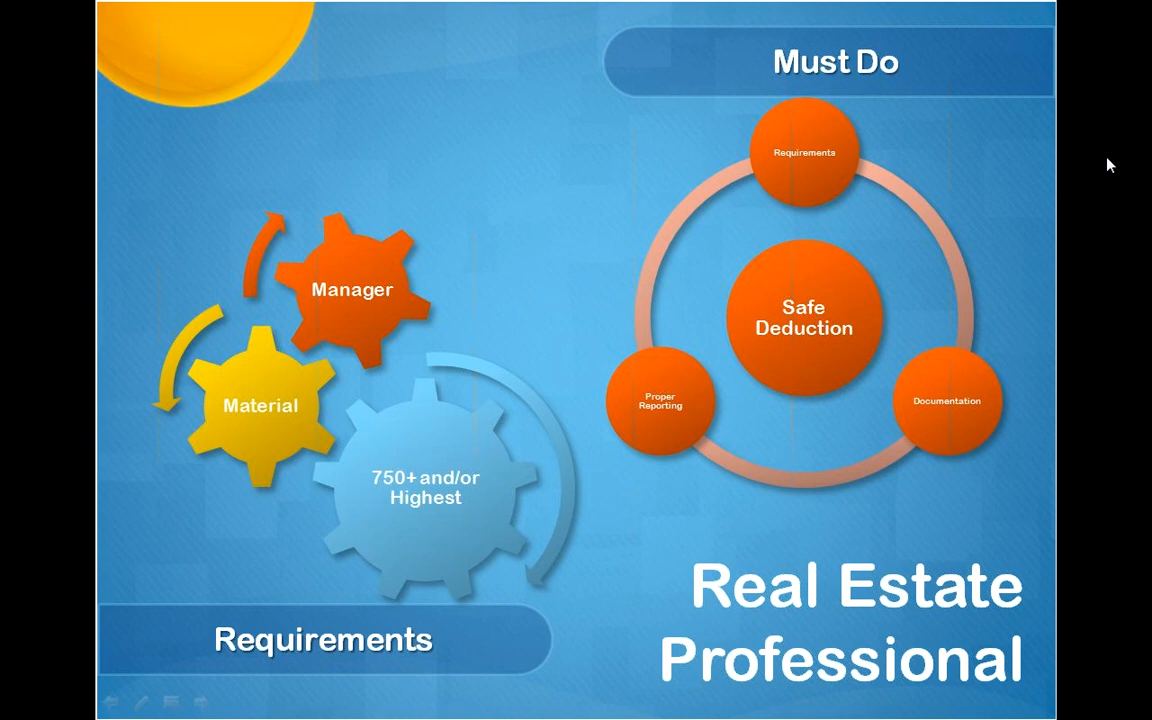 Must Do
Requirements
Safe
Deduction
Proper
Reporting
Documentation
Manager
Material
750+ and/or
Highest
Requirements
Real Estate
Professional